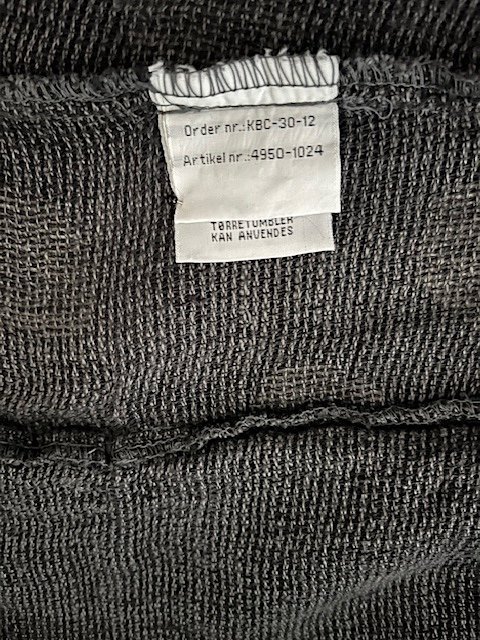 Order nr.:KBC-30-12
Artikel nr.:4950-1024
TØRRETUMBLER
KAN ANVENDES